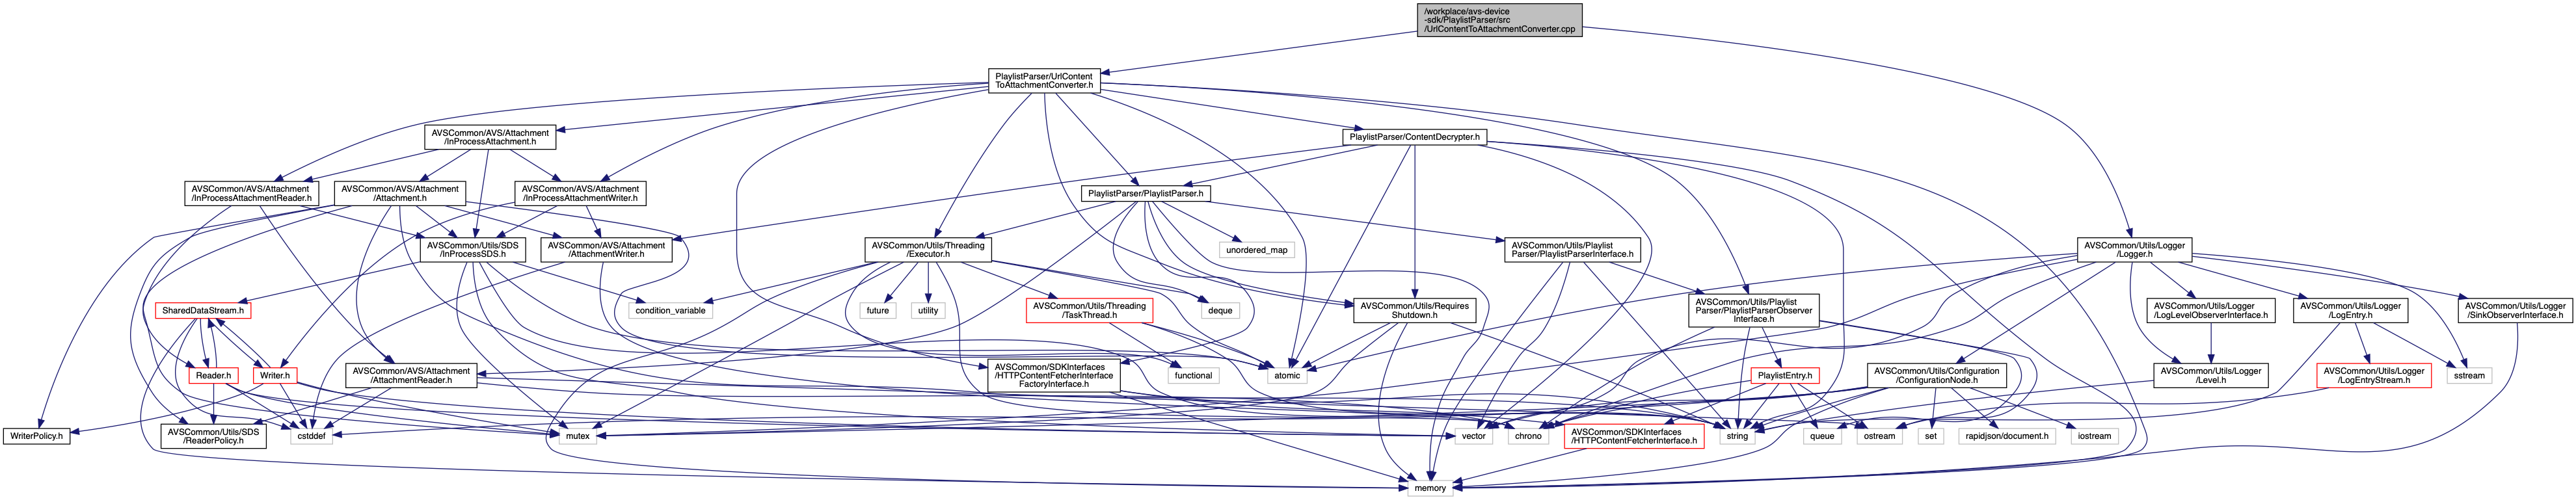 /workplace/avs-device
-sdk/PlaylistParser/src
/UrlContentToAttachmentConverter.cpp
PlaylistParser/UrlContent
ToAttachmentConverter.h
AVSCommon/AVS/Attachment
/InProcessAttachment.h
PlaylistParser/ContentDecrypter.h
AVSCommon/AVS/Attachment
/InProcessAttachmentReader.h
AVSCommon/AVS/Attachment
/Attachment.h
AVSCommon/AVS/Attachment
/InProcessAttachmentWriter.h
PlaylistParser/PlaylistParser.h
AVSCommon/Utils/SDS
/InProcessSDS.h
AVSCommon/AVS/Attachment
/AttachmentWriter.h
AVSCommon/Utils/Threading
/Executor.h
unordered_map
AVSCommon/Utils/Playlist
Parser/PlaylistParserInterface.h
AVSCommon/Utils/Logger
/Logger.h
SharedDataStream.h
condition_variable
future
utility
AVSCommon/Utils/Threading
/TaskThread.h
deque
AVSCommon/Utils/Requires
Shutdown.h
AVSCommon/Utils/Playlist
Parser/PlaylistParserObserver
Interface.h
AVSCommon/Utils/Logger
/LogLevelObserverInterface.h
AVSCommon/Utils/Logger
/LogEntry.h
AVSCommon/Utils/Logger
/SinkObserverInterface.h
Reader.h
Writer.h
AVSCommon/AVS/Attachment
/AttachmentReader.h
AVSCommon/SDKInterfaces
/HTTPContentFetcherInterface
FactoryInterface.h
functional
atomic
PlaylistEntry.h
AVSCommon/Utils/Configuration
/ConfigurationNode.h
AVSCommon/Utils/Logger
/Level.h
AVSCommon/Utils/Logger
/LogEntryStream.h
sstream
WriterPolicy.h
AVSCommon/Utils/SDS
/ReaderPolicy.h
cstddef
mutex
vector
chrono
AVSCommon/SDKInterfaces
/HTTPContentFetcherInterface.h
string
queue
ostream
set
rapidjson/document.h
iostream
memory